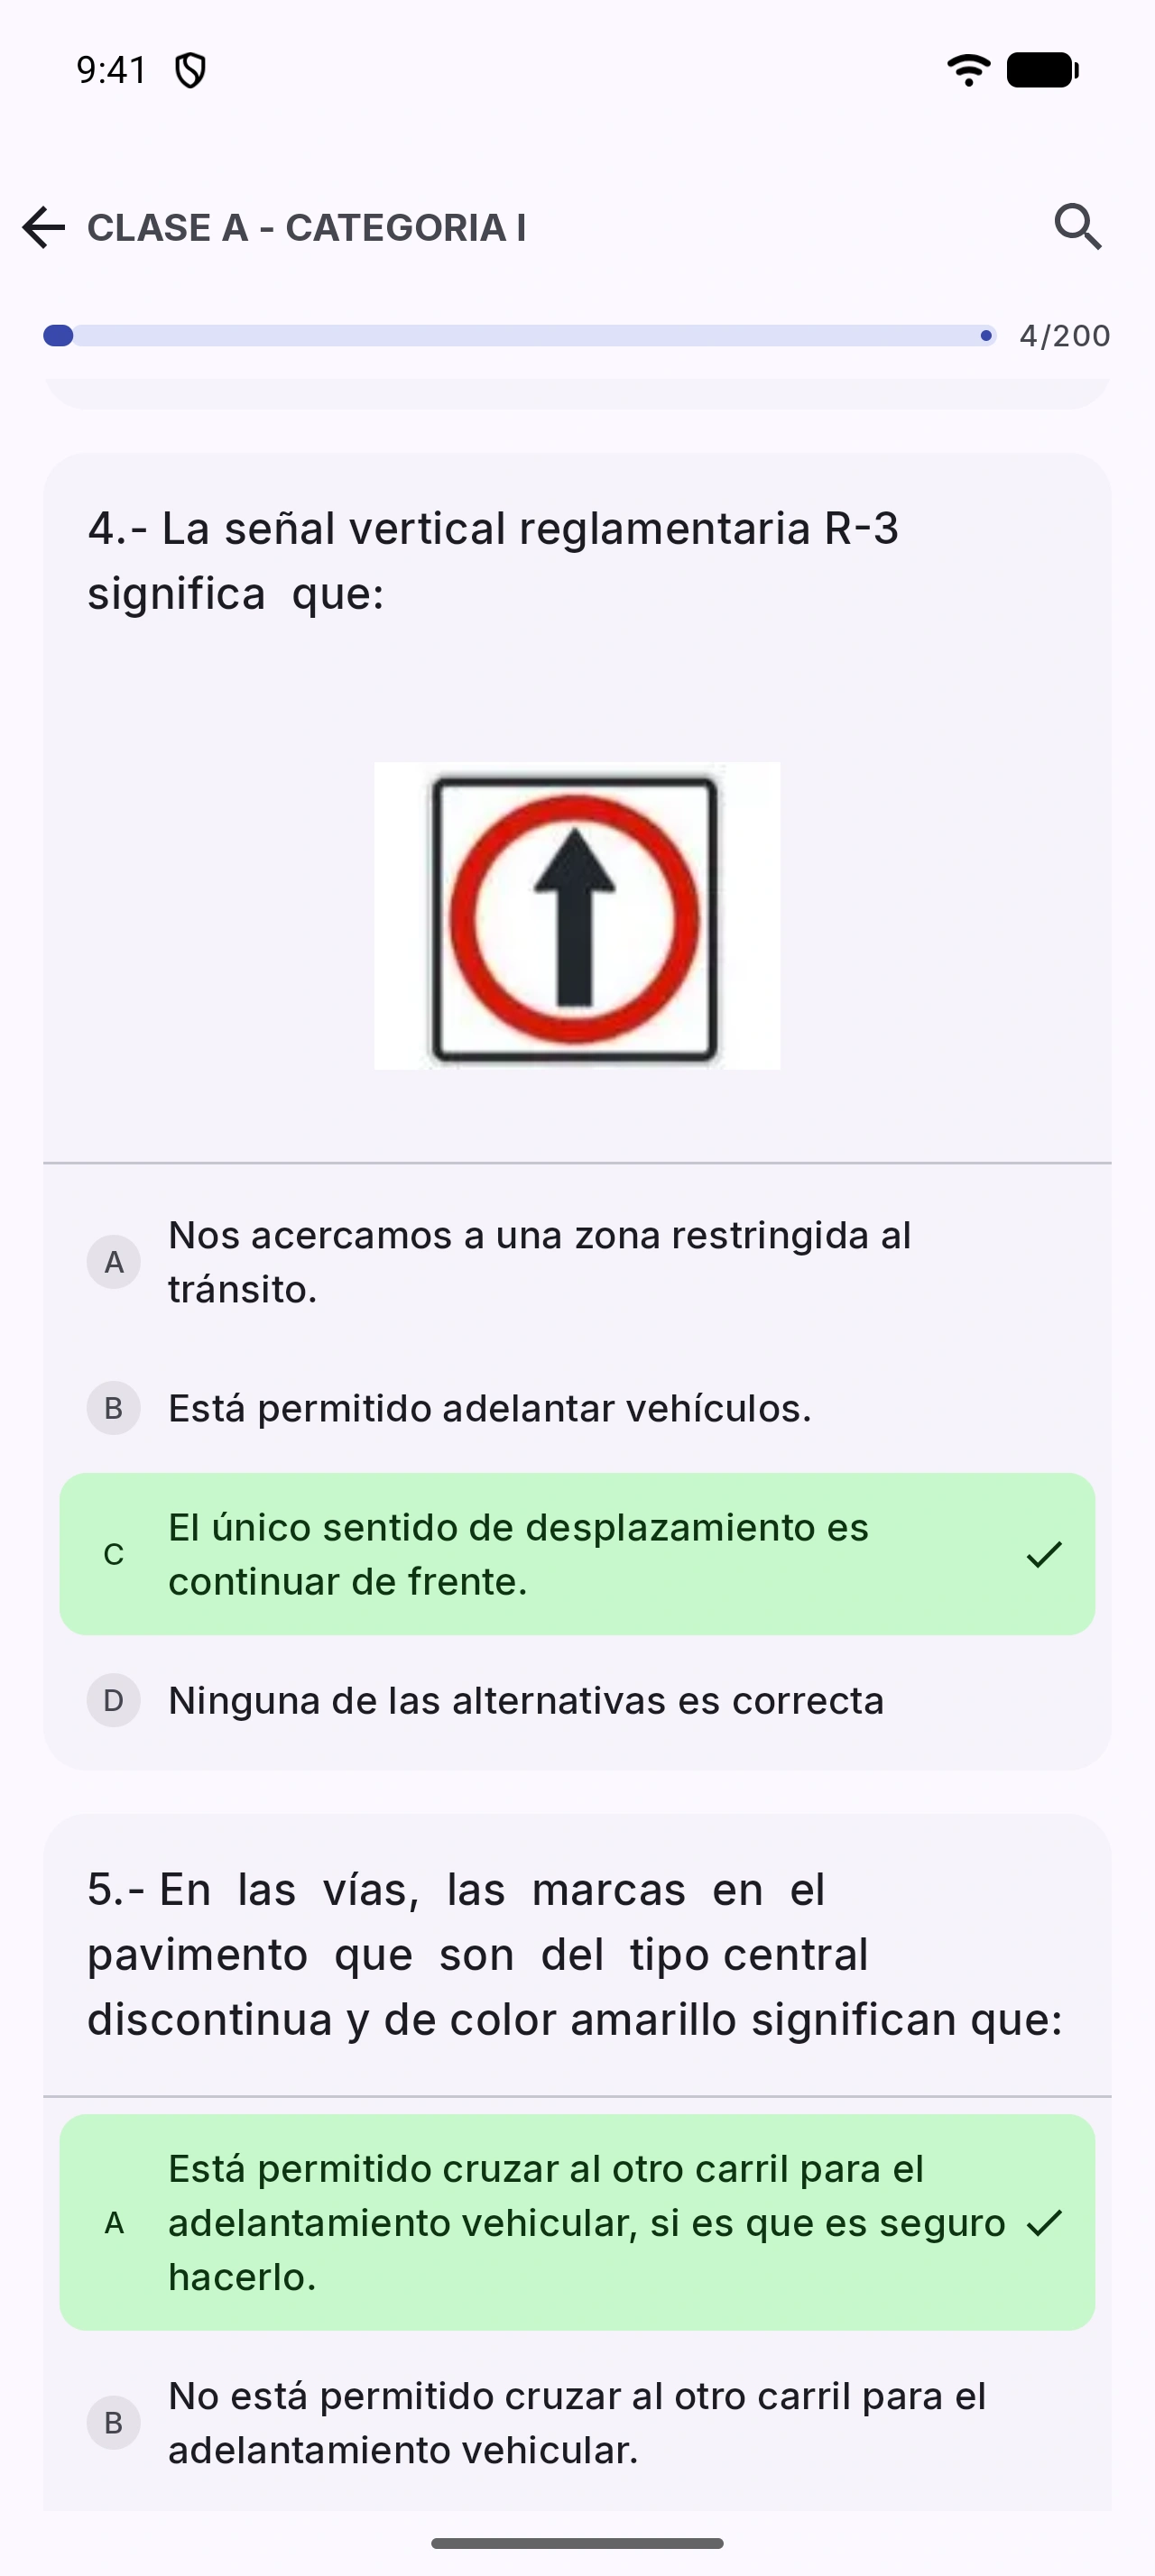 9:41
CLASE A - CATEGORIA I
4/200
4.- La señal vertical reglamentaria R-3
significa  que:
A
Nos acercamos a una zona restringida al
tránsito.
B
Está permitido adelantar vehículos.
C
El único sentido de desplazamiento es
continuar de frente.
D
Ninguna de las alternativas es correcta
5.- En  las  vías,  las  marcas  en  el
pavimento  que  son  del  tipo central
discontinua y de color amarillo significan que:
A
Está permitido cruzar al otro carril para el
adelantamiento vehicular, si es que es seguro
hacerlo.
B
No está permitido cruzar al otro carril para el
adelantamiento vehicular.